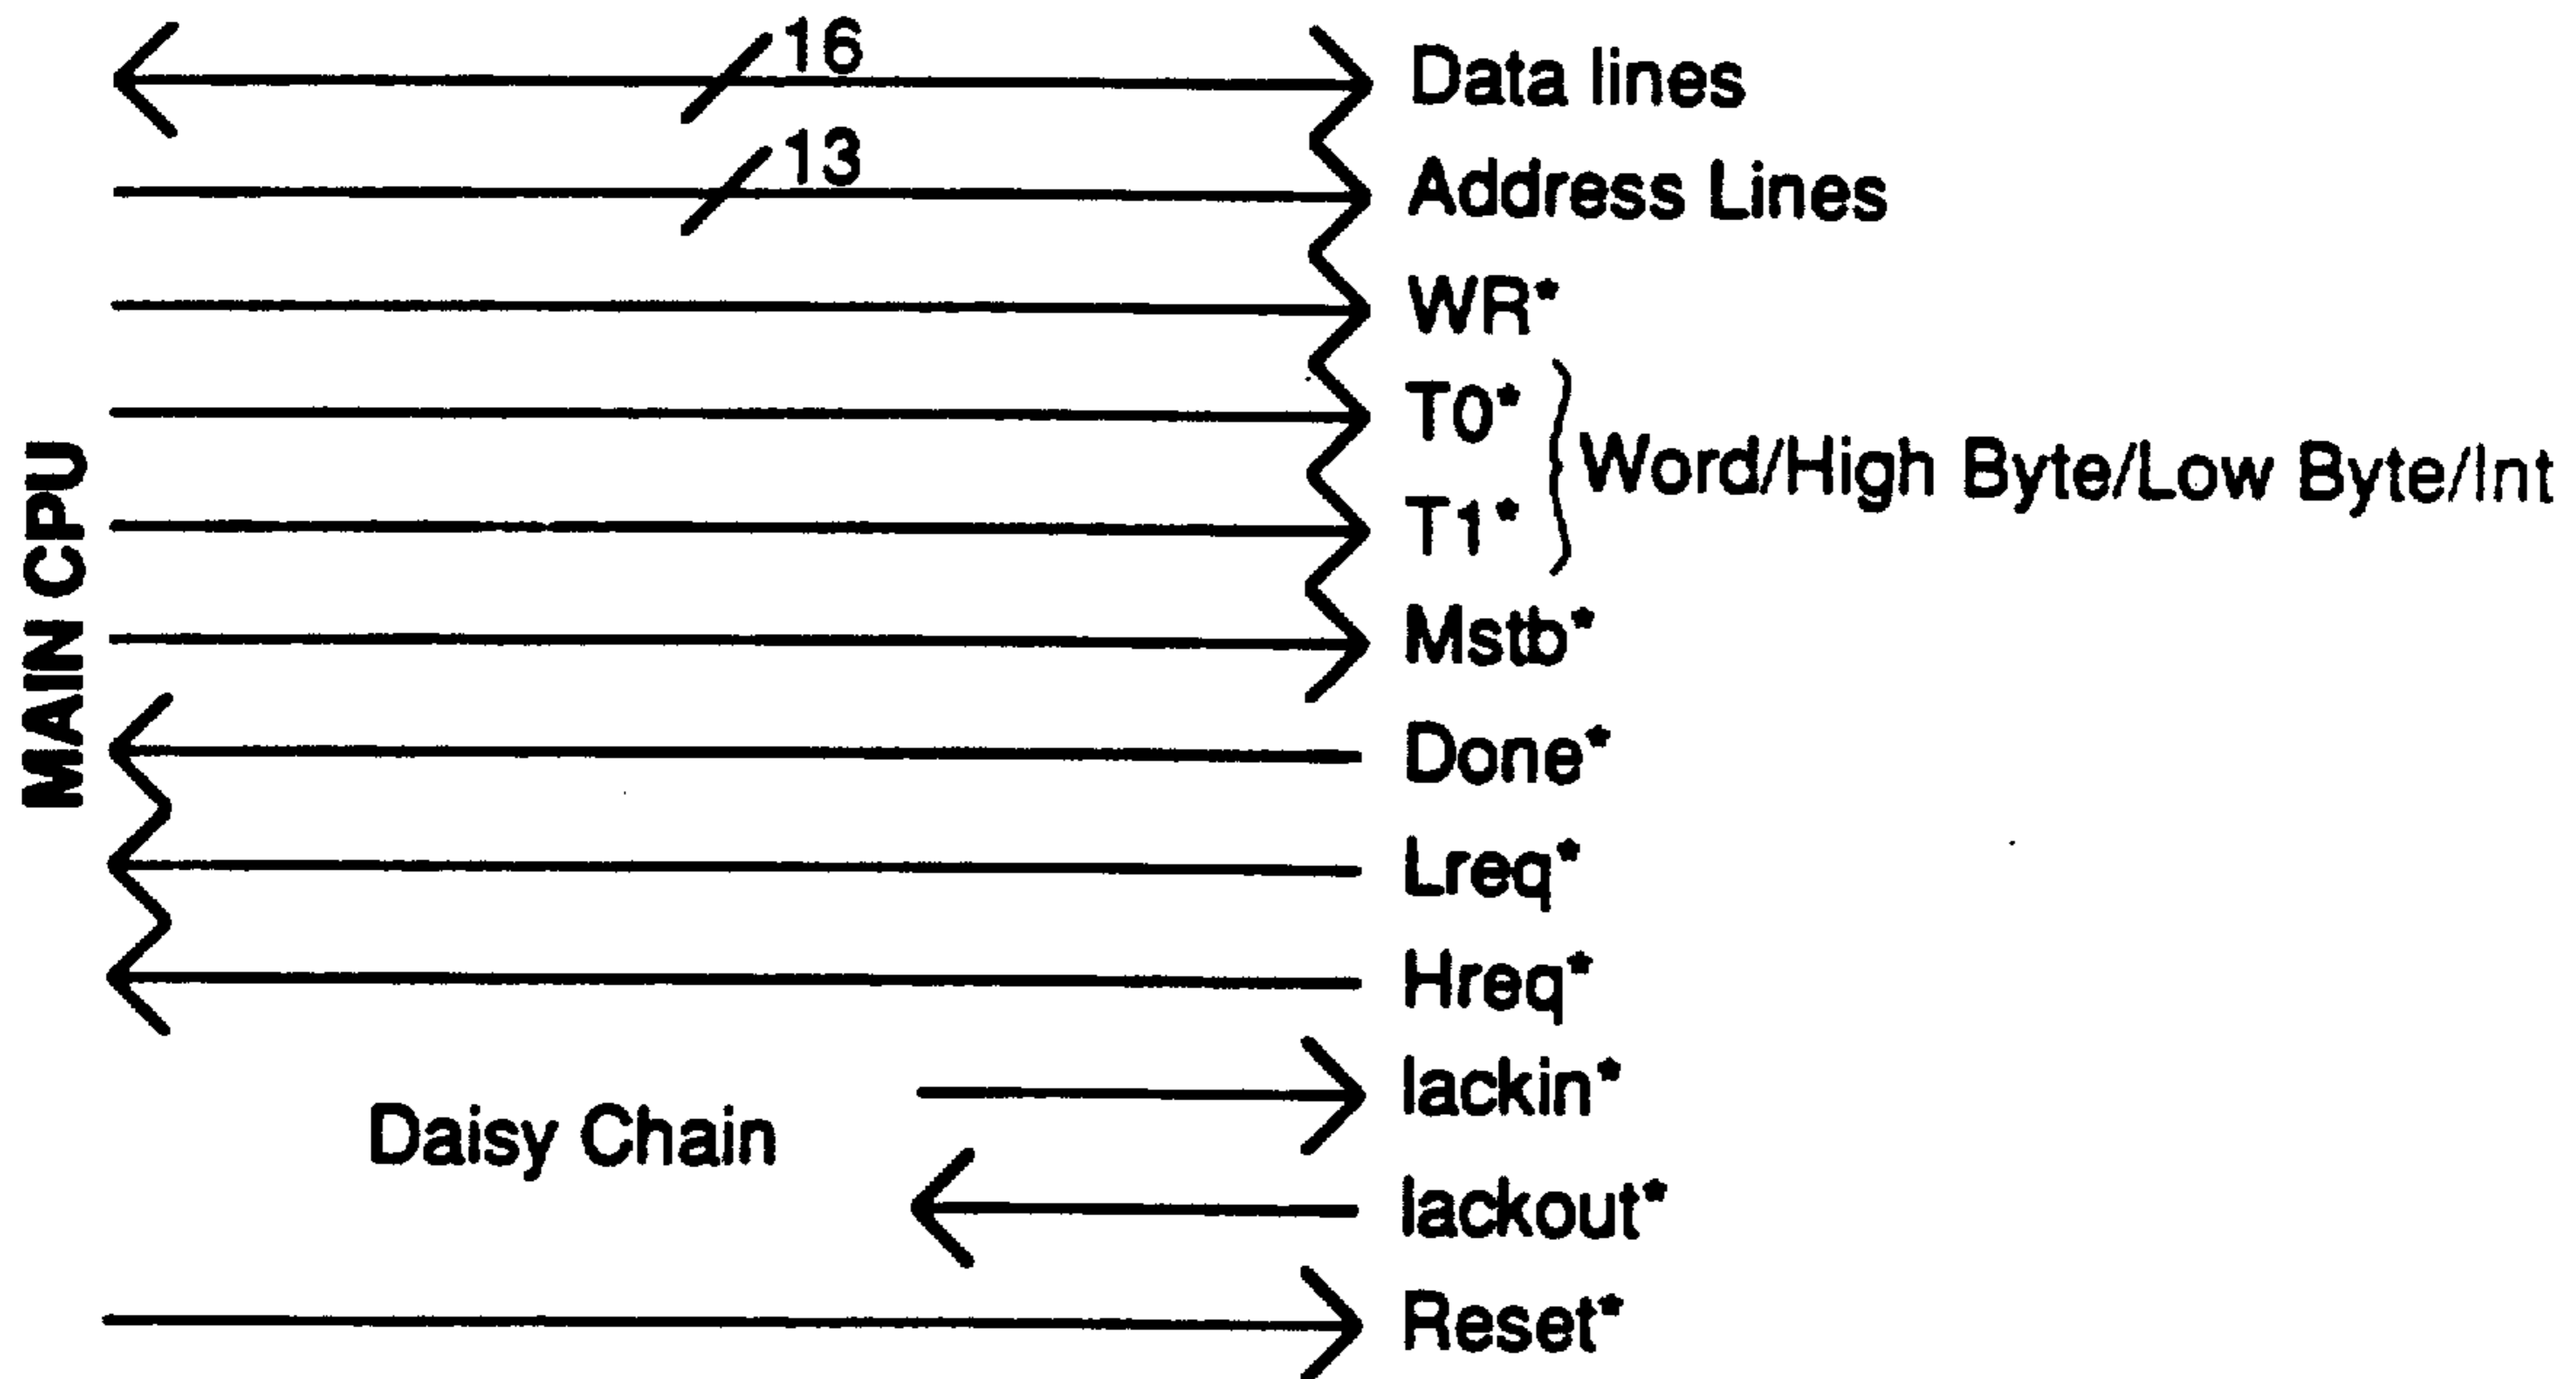 16
Data lines
13
Address Lines
WR*
T0*
Word/High Byte/Low Byte/Int
T1*
MAIN CPU
Mstb*
Done*
Lreq*
Hreq*
Iackin*
Daisy Chain
Iackout*
Reset*